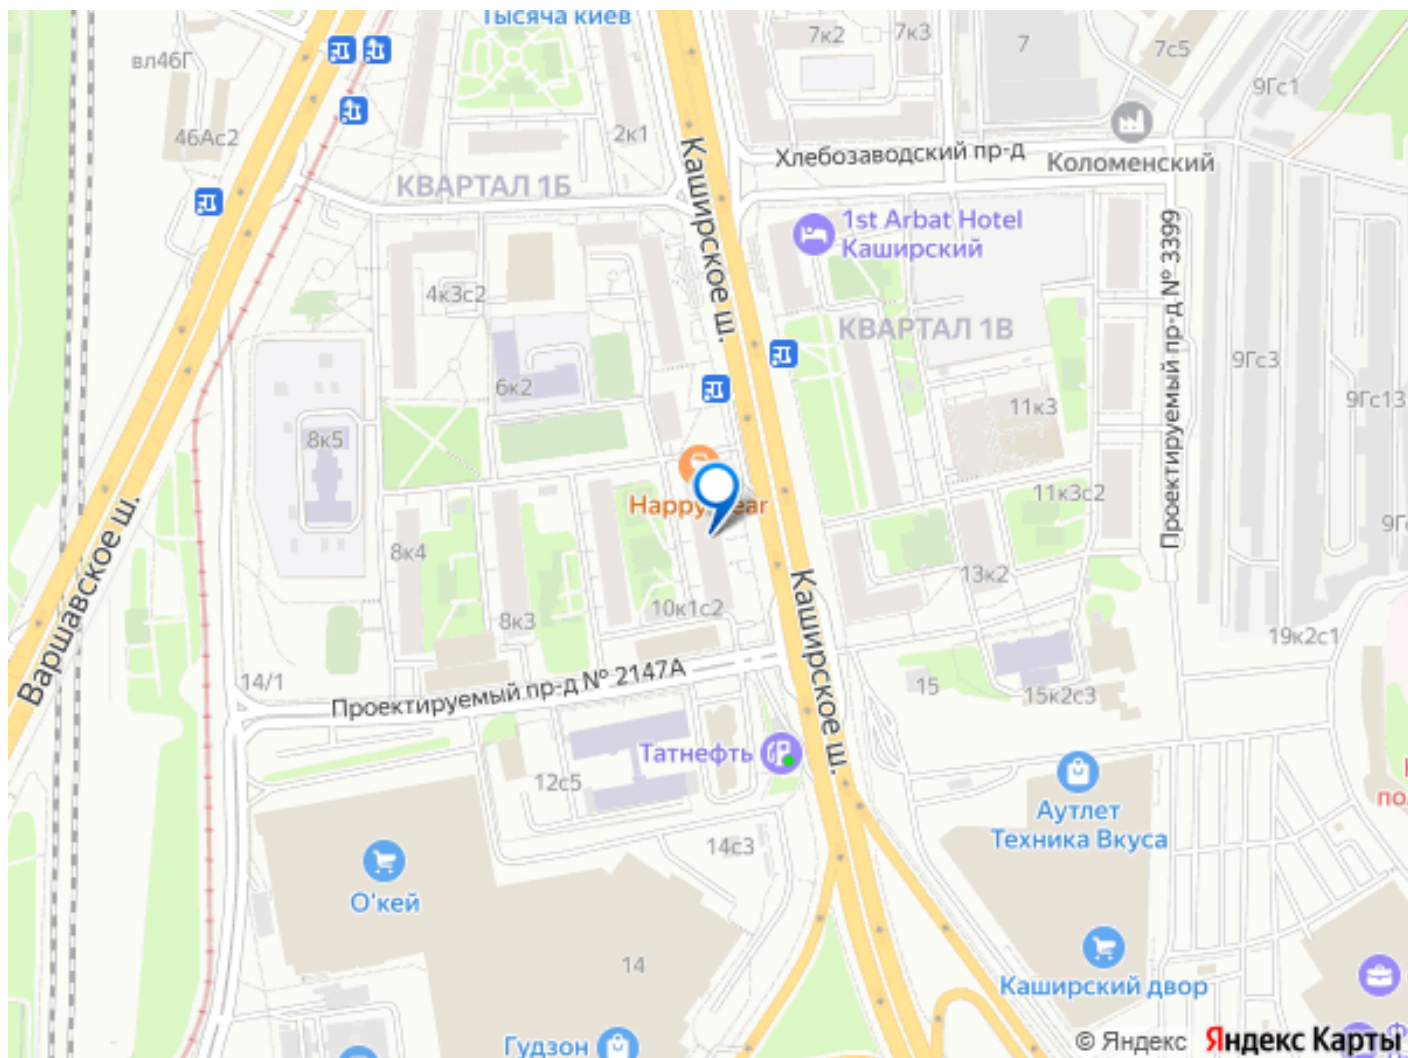 Тысяча киев
7к2
7к3
7
7с5
вл46Г
9Гс1
46Ас2
2к1
Хлебозаводский пр-д
Коломенский
КВАРТАЛ 1Б
Каширское ш.
1st Arbat Hotel
Каширский
Проектируемый пр-д № 3399
4к3с2
КВАРТАЛ 1В
9Гс3
6к2
9Гс13
11к3
8к5
Happy
ear
11к3с2
Варшавское ш.
8к4
13к2
Каширское ш.
10к1с2
8к3
19к2с1
14/1
Проектируемый пр-д № 2147А
15
15к2с3
Татнефть
12с5
Аутлет
Техника Вкуса
14с3
О'кей
14
Каширский двор
Гудзон
© Яндекс Яндекс Карты